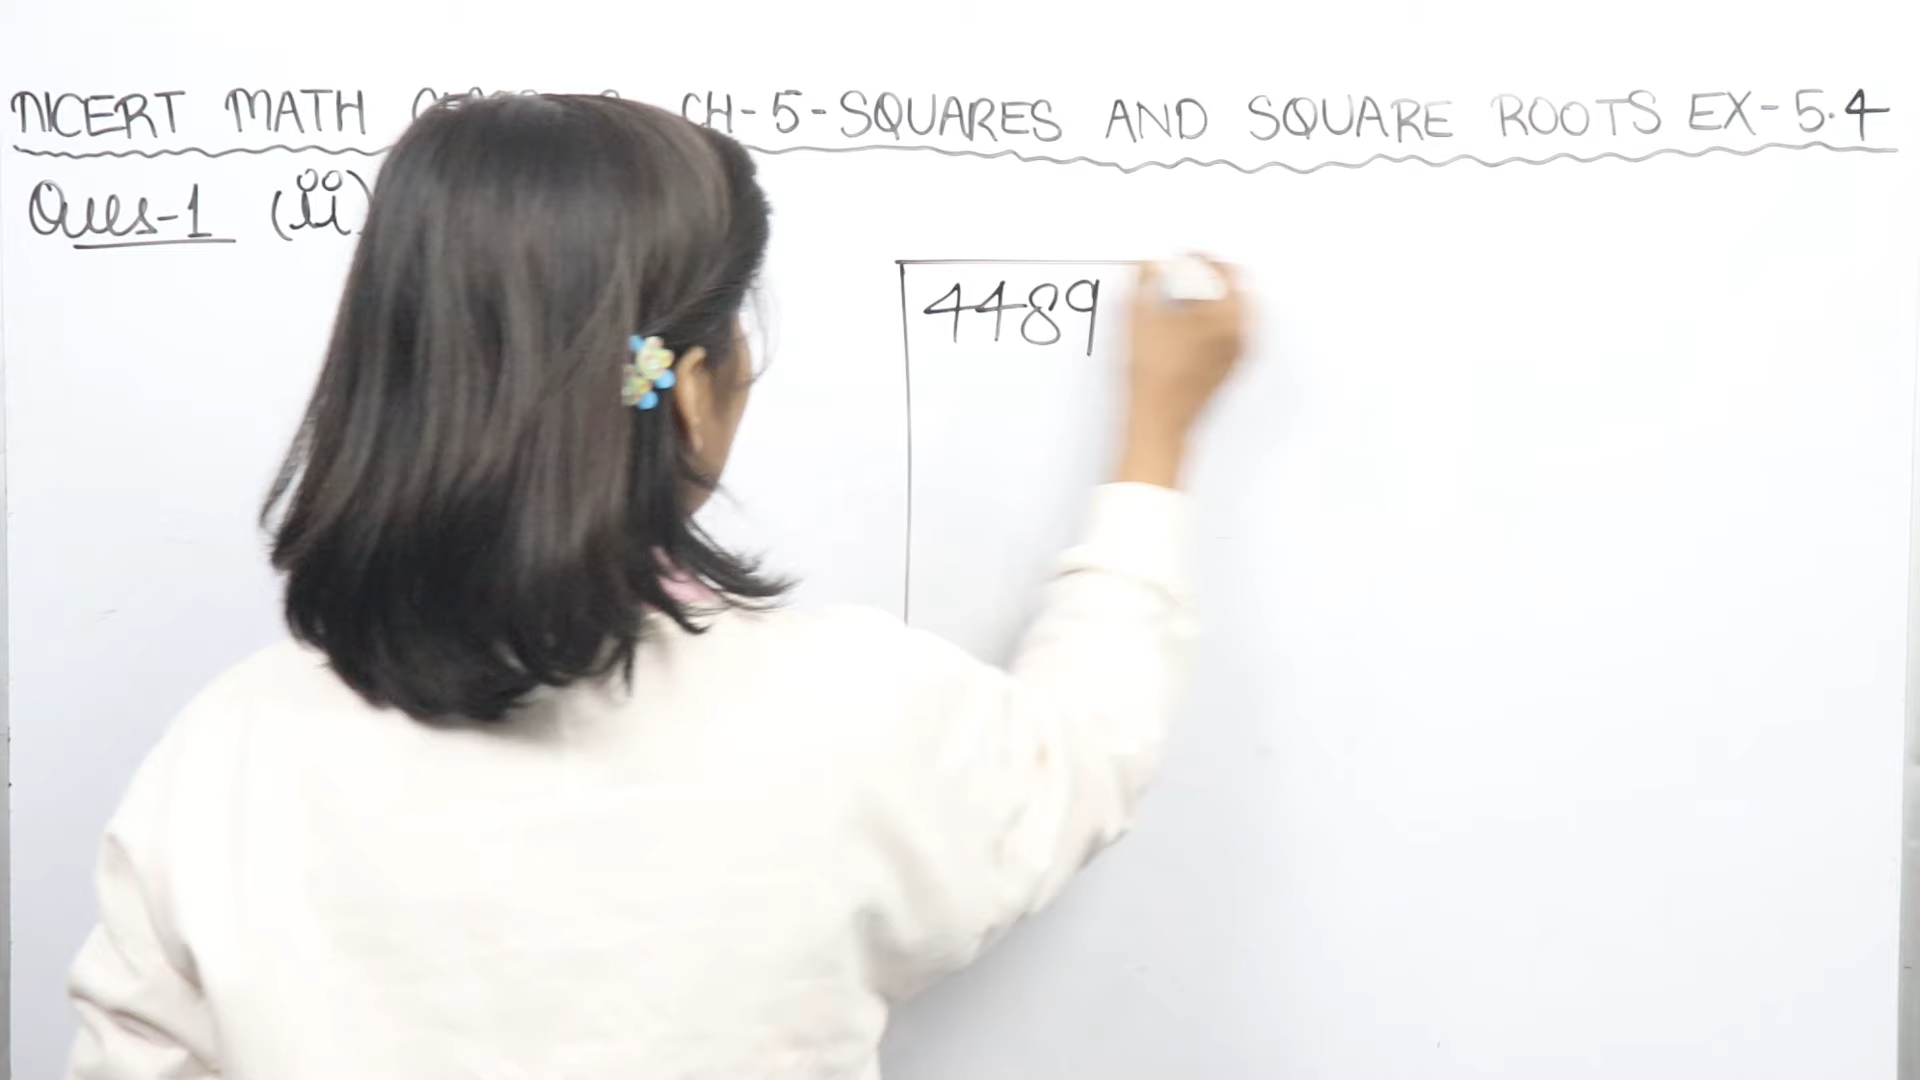 NCERT MATH CH-5-SQUARES AND SQUARE ROOTS EX-5.4
Ques-1 (ii)
4489